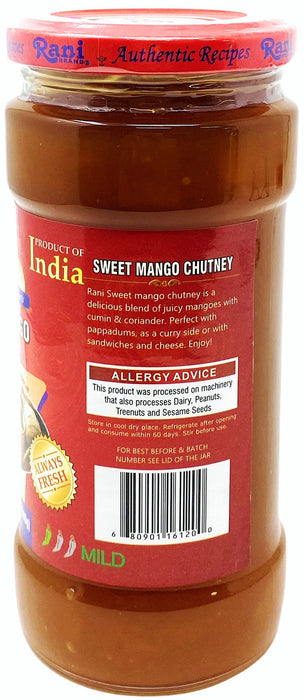 Rani
BRAND®
Authentic Recipes
Rani
PRODUCT OF
India
SWEET MANGO CHUTNEY
Rani Sweet mango chutney is a
delicious blend of juicy mangoes with
cumin & coriander. Perfect with
pappadums, as a curry side or with
sandwiches and cheese. Enjoy!
ALLERGY ADVICE
This product was processed on machinery
that also processes Dairy, Peanuts,
Treenuts and Sesame Seeds
Store in cool dry place. Refrigerate after opening
and consume within 60 days. Stir before use.
FOR BEST BEFORE & BATCH
NUMBER SEE LID OF THE JAR
ALWAYS
FRESH
6 80901 16120 0
MILD